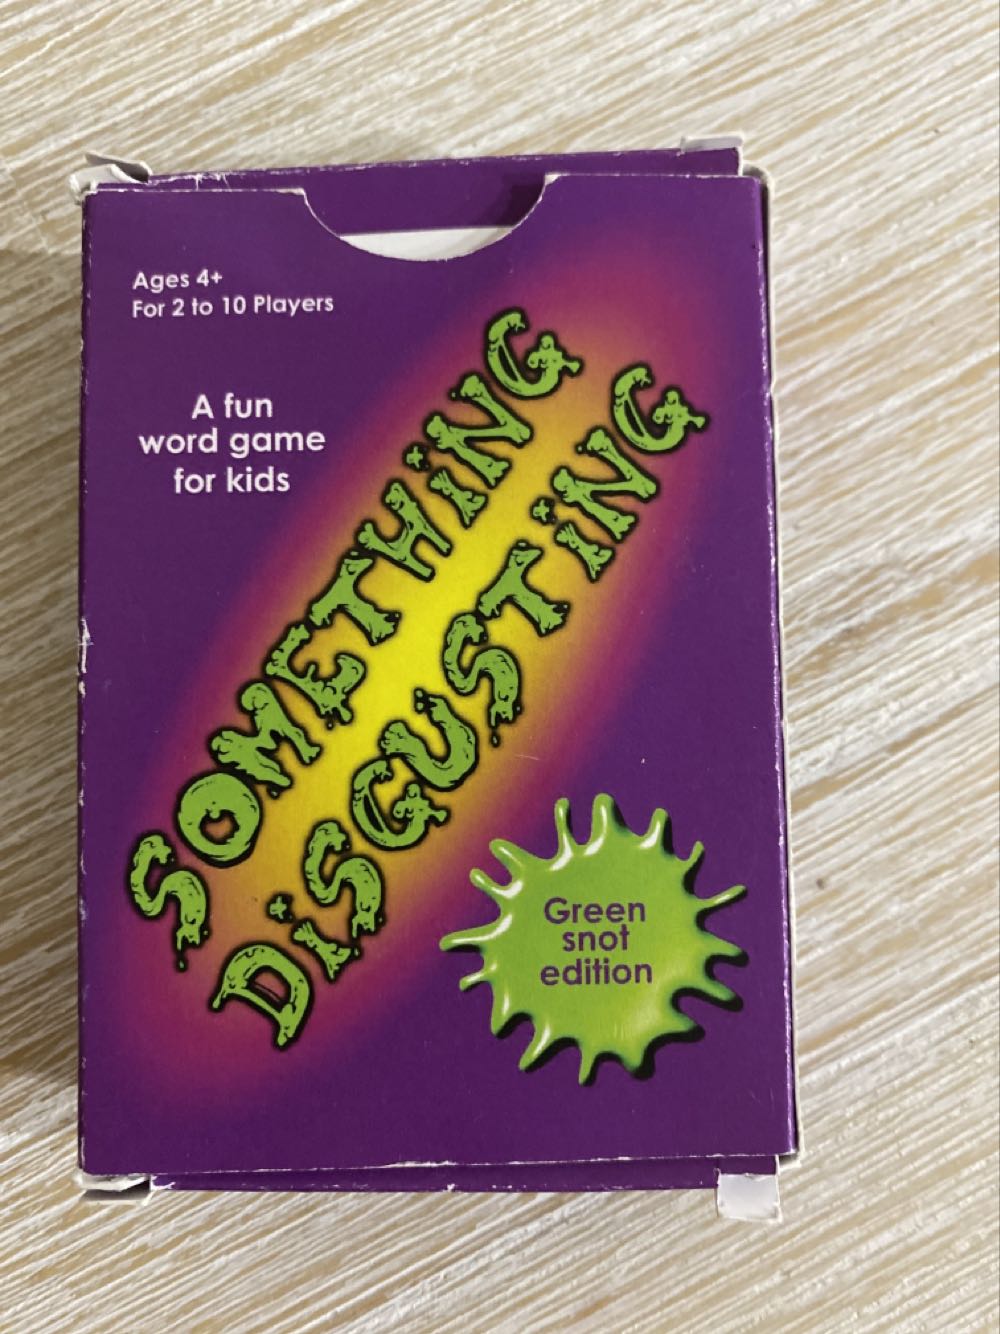 Ages 4+
For 2 to 10 Players
A fun
word game
for kids
SOMETHiNG
DiSGUSTiNG
Green
snot
edition